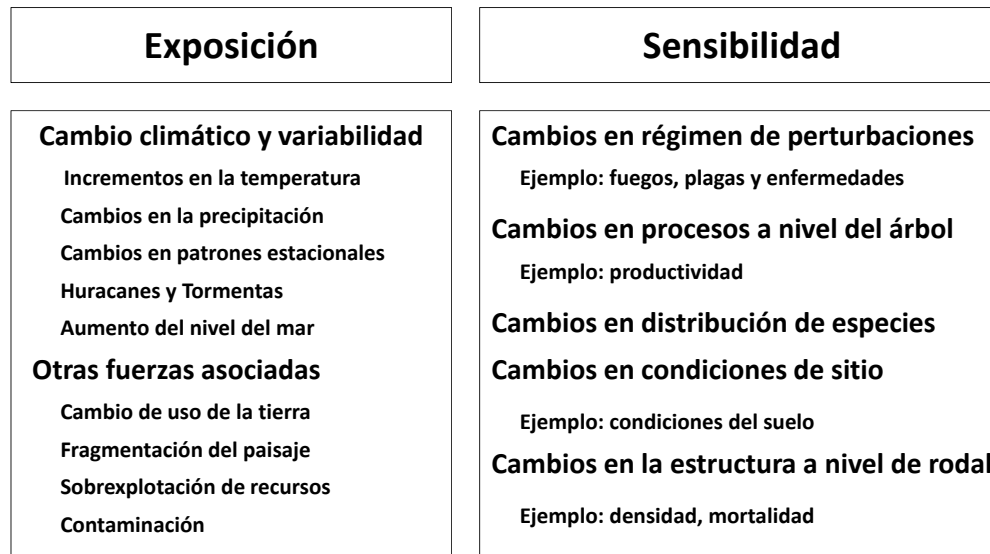 Exposición
Cambio climático y variabilidad
Incrementos en la temperatura
Cambios en la precipitación
Cambios en patrones estacionales
Huracanes y Tormentas
Aumento del nivel del mar
Otras fuerzas asociadas
Cambio de uso de la tierra
Fragmentación del paisaje
Sobrexplotación de recursos
Contaminación
Sensibilidad
Cambios en régimen de perturbaciones
Ejemplo: fuegos, plagas y enfermedades
Cambios en procesos a nivel del árbol
Ejemplo: productividad
Cambios en distribución de especies
Cambios en condiciones de sitio
Ejemplo: condiciones del suelo
Cambios en la estructura a nivel de rodal
Ejemplo: densidad, mortalidad